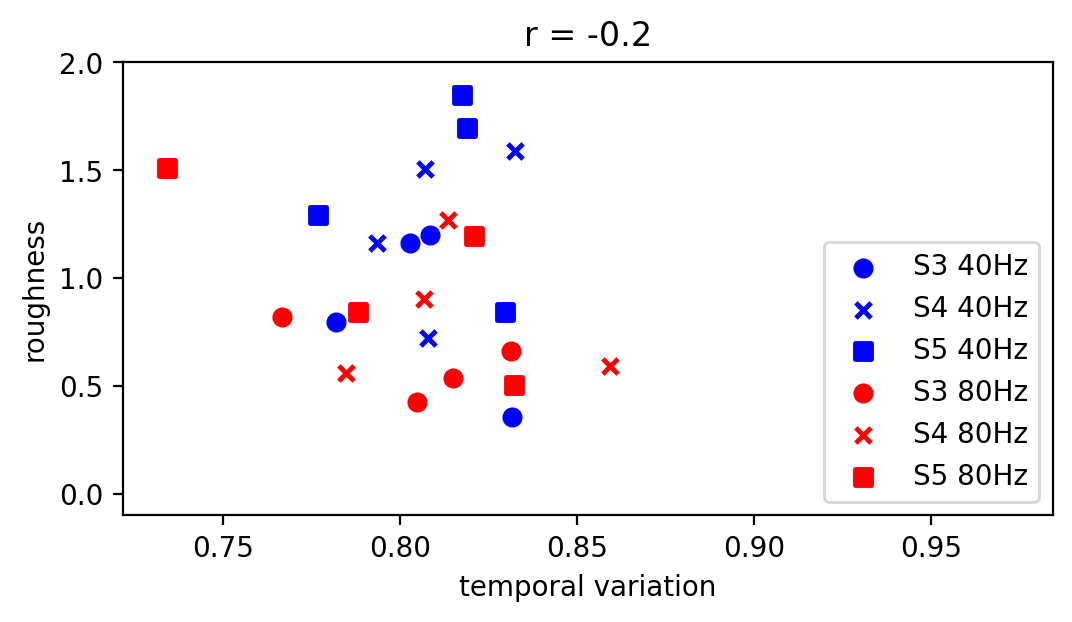 r = -0.2
2.0
1.5
1.0
0.5
0.0
roughness
S3 40Hz
S4 40Hz
S5 40Hz
S3 80Hz
S4 80Hz
S5 80Hz
0.75 0.80 0.85 0.90 0.95
temporal variation